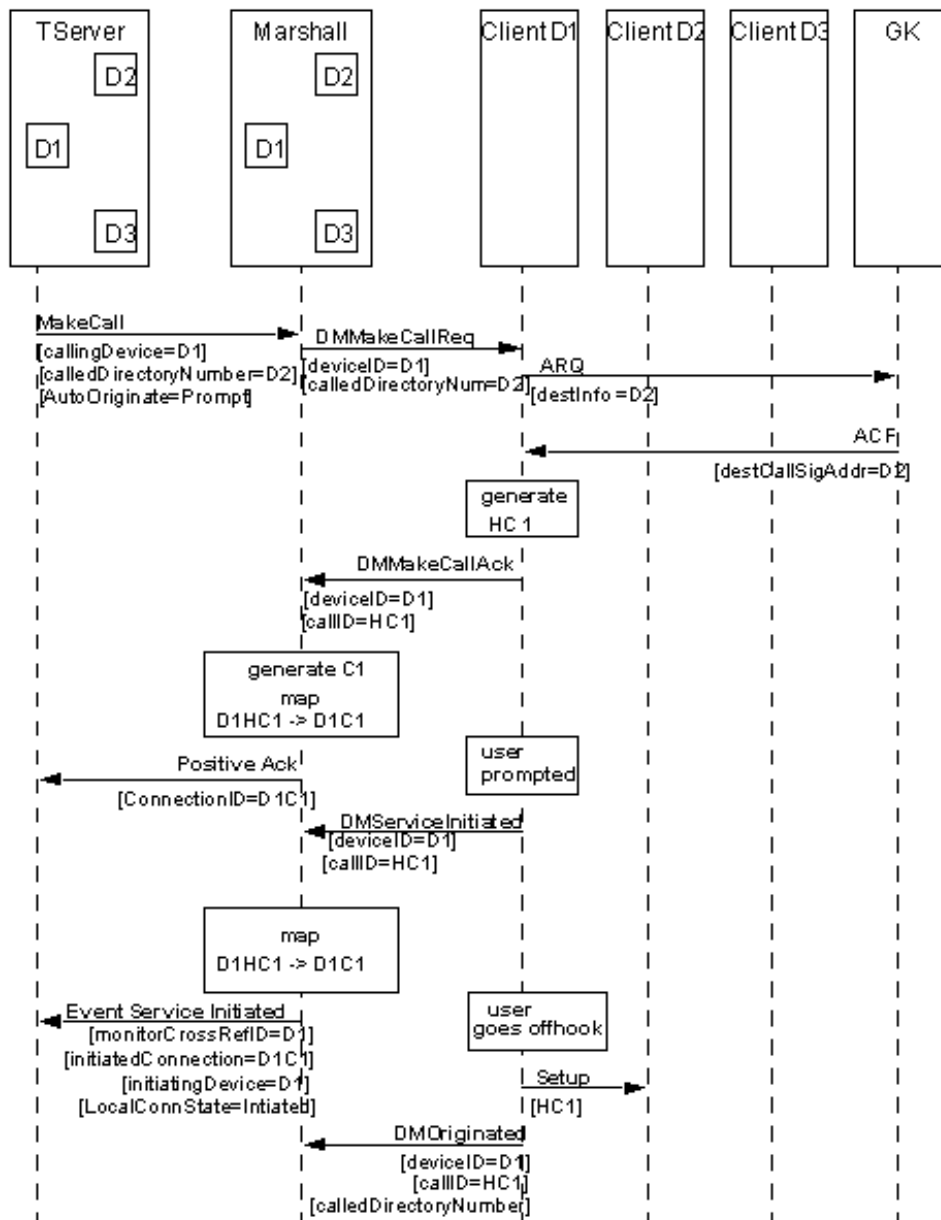 TServer
Marshall
Client D1
Client D2
Client D3
GK
D2
D2
D1
D1
D3
D3
MakeCall
[callingDevice=D1]
[calledDirectoryNumber=D2]
[AutoOriginate=Prompt]
DMMakeCallReq
[deviceID=D1]
calledDirectoryNum=D2]
ARQ
[destInfo=D2]
ACF
[destCallSigAddr=D2]
generate
HC 1
DMMakeCallAck
[deviceID=D1]
[callID=HC1]
generate C1
map
D1HC1 -> D1C1
user
prompted
Positive Ack
[ConnectionID=D1C1]
DMServiceInitiated
[deviceID=D1]
[callID=HC1]
map
D1HC1 -> D1C1
Event Service Initiated
[monitorCrossRefID=D1]
[initiatedConnection=D1C1]
[initiatingDevice=D1]
[LocalConnState=Intiated]
user
goes offhook
Setup
[HC1]
DMOriginated
[deviceID=D1]
[callID=HC1]
[calledDirectoryNumber]